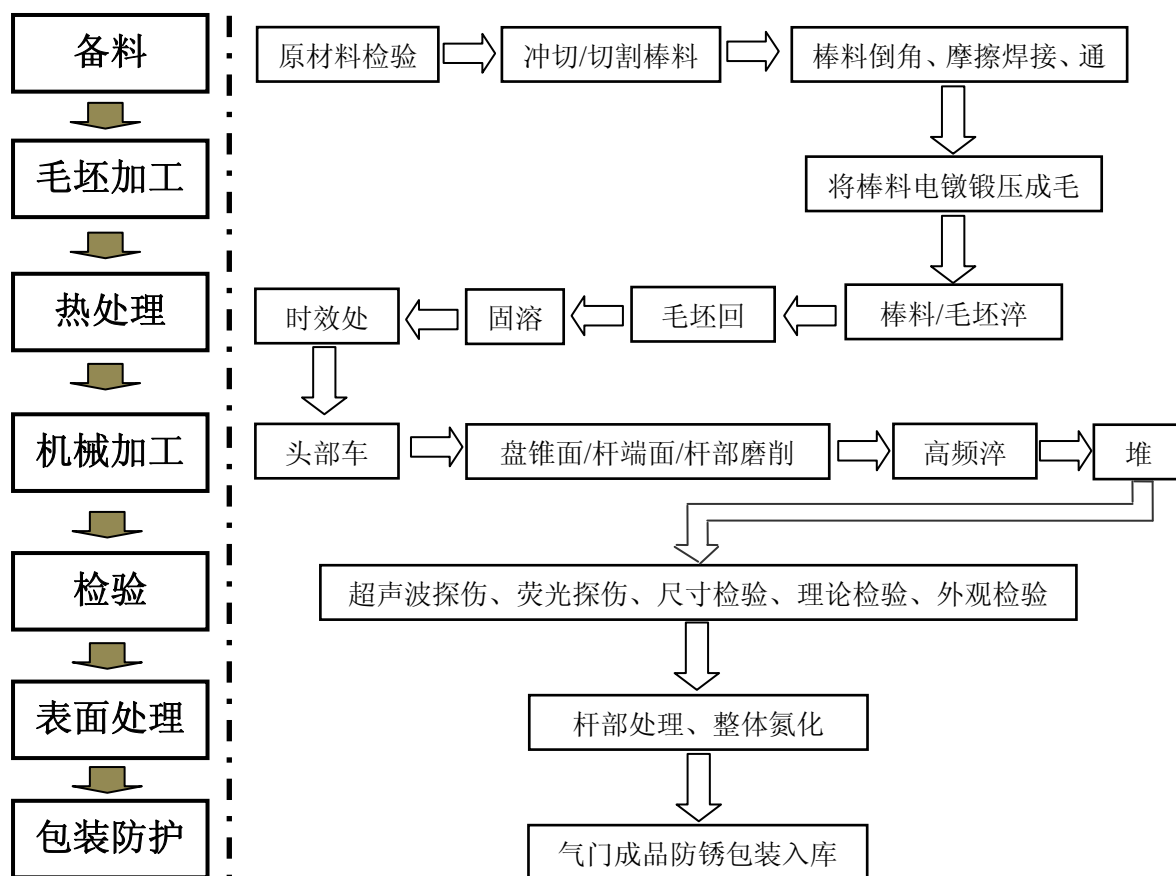 备料
原材料检验
冲切/切割棒料
棒料倒角、摩擦焊接、通
毛坯加工
将棒料电镦锻压成毛
热处理
时效处
固溶
毛坯回
棒料/毛坯淬
机械加工
头部车
盘锥面/杆端面/杆部磨削
高频淬
堆
检验
超声波探伤、荧光探伤、尺寸检验、理论检验、外观检验
表面处理
杆部处理、整体氮化
包装防护
气门成品防锈包装入库